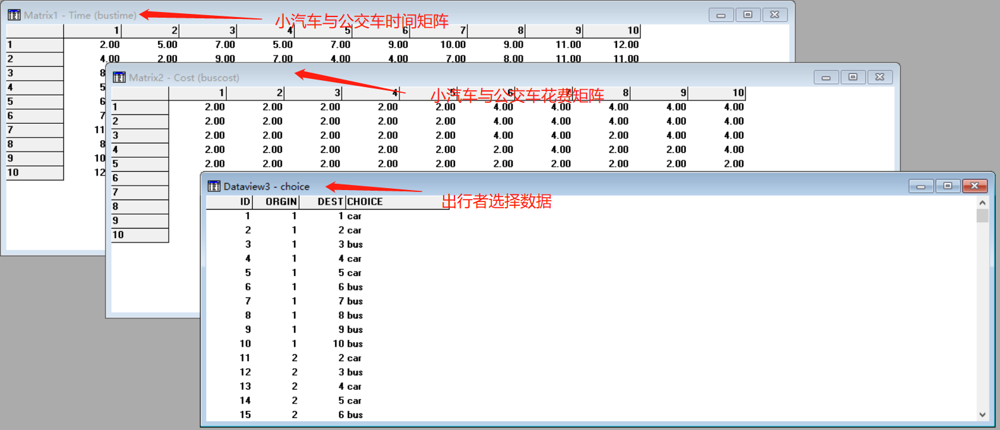 Matrix1 - Time (bustime)
小汽车与公交车时间矩阵
1 2 3 4 5 6 7 8 9 10
1 2.00 5.00 7.00 5.00 7.00 9.00 10.00 9.00 11.00 12.00
2 4.00 2.00 9.00 7.00 4.00 4.00 7.00 8.00 11.00 11.00
3 8
4 5
5 6
6 7
7 11
8 8
9 10
10 12
Matrix2 - Cost (buscost)
小汽车与公交车花费矩阵
1 2 3 4 5 6 7 8 9 10
1 2.00 2.00 2.00 2.00 2.00 4.00 4.00 4.00 4.00 4.00
2 2.00 2.00 2.00 2.00 2.00 4.00 4.00 4.00 4.00 4.00
3 2.00 2.00 2.00 2.00 2.00 4.00 4.00 2.00 4.00 4.00
4 2.00 2.00 2.00 2.00 2.00 2.00 4.00 2.00 2.00 4.00
5 2.00 2.00 2.00 2.00 2.00 2.00 2.00 2.00 2.00 2.00
6
7
8
9
10
Dataview3 - choice
出行者选择数据
ID ORGIN DEST CHOICE
1 1 1 car
2 1 2 car
3 1 3 bus
4 1 4 car
5 1 5 car
6 1 6 bus
7 1 7 bus
8 1 8 bus
9 1 9 bus
10 1 10 bus
11 2 2 car
12 2 3 bus
13 2 4 car
14 2 5 car
15 2 6 bus